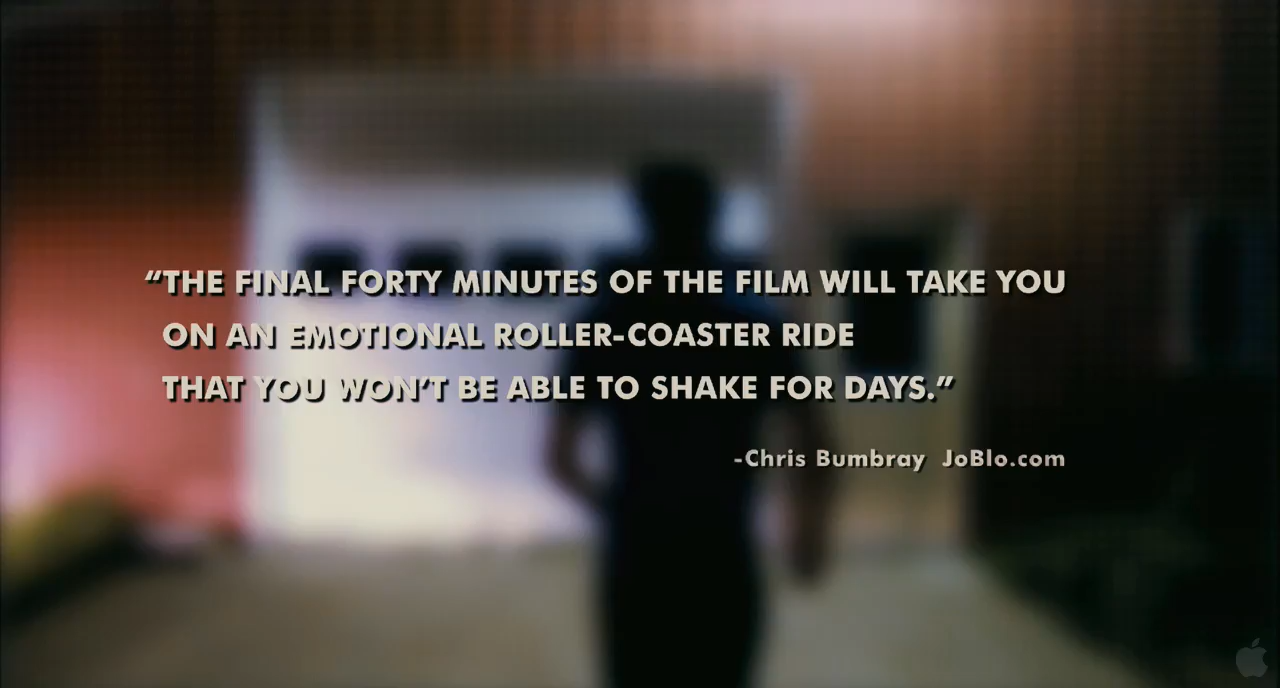 “THE FINAL FORTY MINUTES OF THE FILM WILL TAKE YOU
ON AN EMOTIONAL ROLLER-COASTER RIDE
THAT YOU WON’T BE ABLE TO SHAKE FOR DAYS.”
-Chris Bumbray JoBlo.com